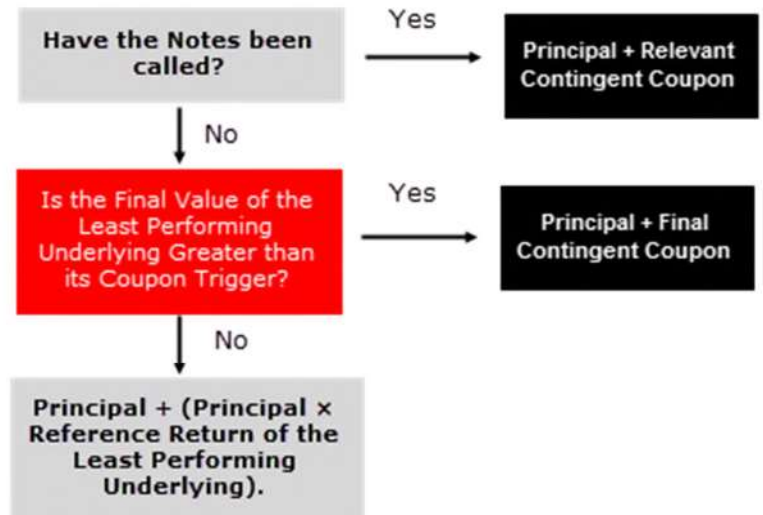 Have the Notes been
called?
Yes
Principal + Relevant
Contingent Coupon
No
Is the Final Value of the
Least Performing
Underlying Greater than
its Coupon Trigger?
Yes
Principal + Final
Contingent Coupon
No
Principal + (Principal ×
Reference Return of the
Least Performing
Underlying).